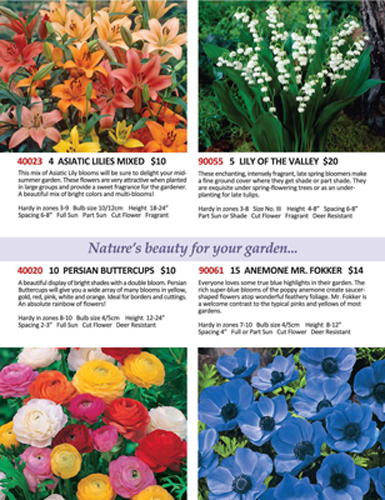 40023 4 ASIATIC LILIES MIXED $10
This mix of Asiatic Lily blooms will be sure to delight your mid-
summer garden. These flowers are very attractive when planted
in large groups and provide a sweet fragrance for the gardener.
A beautiful mix of bright colors and multi-blooms!
Hardy in zones 3-9 Bulb size 10/12cm Height 18-24"
Spacing 6-8" Full Sun Part Sun Cut Flower Fragrant
90055 5 LILY OF THE VALLEY $20
These enchanting, intensely fragrant, late spring bloomers make
a fine ground cover where they get shade or part shade. They
are exquisite under spring-flowering trees or as an under-
planting for late tulips.
Hardy in zones 3-8 Size No. III Height 4-8" Spacing 6-8"
Part Sun or Shade Cut Flower Fragrant Deer Resistant
Nature's beauty for your garden...
40020 10 PERSIAN BUTTERCUPS $10
A beautiful display of bright shades with a double bloom. Persian
Buttercups will give you a wide array of many blooms in yellow,
gold, red, pink, white and orange. Ideal for borders and cuttings.
An absolute rainbow of flowers!
Hardy in zones 8-10 Bulb size 4/5cm Height 12-24"
Spacing 2-3" Full Sun Cut Flower Deer Resistant
90061 15 ANEMONE MR. FOKKER $14
Everyone loves some true blue highlights in their garden. The
rich super-blue blooms of the poppy anemone create saucer-
shaped flowers atop wonderful feathery foliage. Mr. Fokker is
a welcome contrast to the typical pinks and yellows of most
gardens.
Hardy in zones 7-10 Bulb size 4/5cm Height 8-12"
Spacing 4" Full or Part Sun Cut Flower Deer Resistant